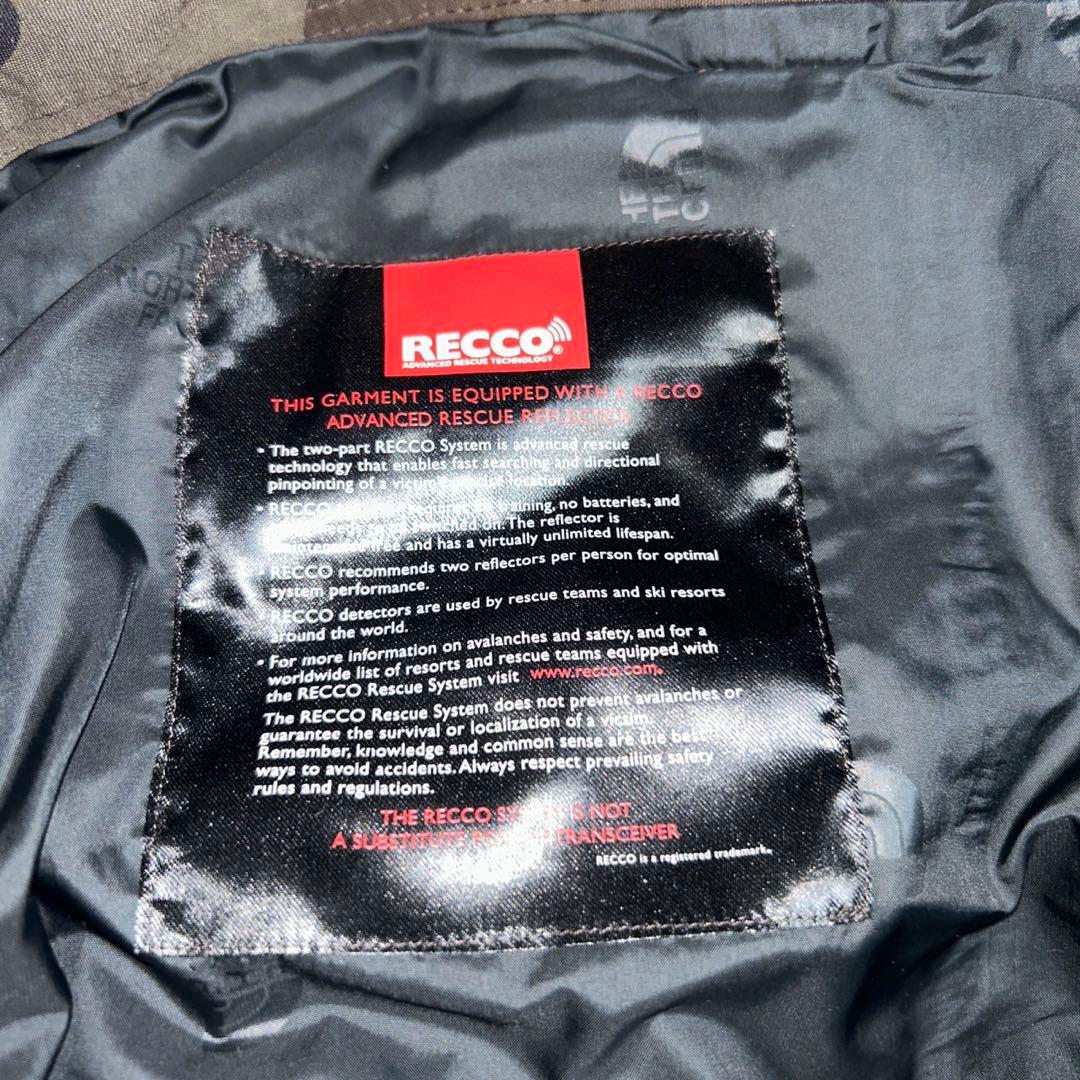 THE
CF
NOR
RECCO®
ADVANCED RESCUE TECHNOLOGY
THIS GARMENT IS EQUIPPED WITH A RECCO
ADVANCED RESCUE REFLECTOR
• The two-part RECCO System is advanced rescue
technology that enables fast searching and directional
pinpointing of a location.
• RECCO training, no batteries, and
switched on. The reflector is
and has a virtually unlimited lifespan.
• RECCO recommends two reflectors per person for optimal
system performance.
• RECCO detectors are used by rescue teams and ski resorts
around the world.
• For more information on avalanches and safety, and for a
worldwide list of resorts and rescue teams equipped with
the RECCO Rescue System visit www.recco.com.
The RECCO Rescue System does not prevent avalanches or
guarantee the survival or localization of a victim.
Remember, knowledge and common sense are the best
ways to avoid accidents. Always respect prevailing safety
rules and regulations.
THE RECCO SYSTEM IS NOT
A SUBSTITUTE TRANSCEIVER
RECCO is a registered trademark.